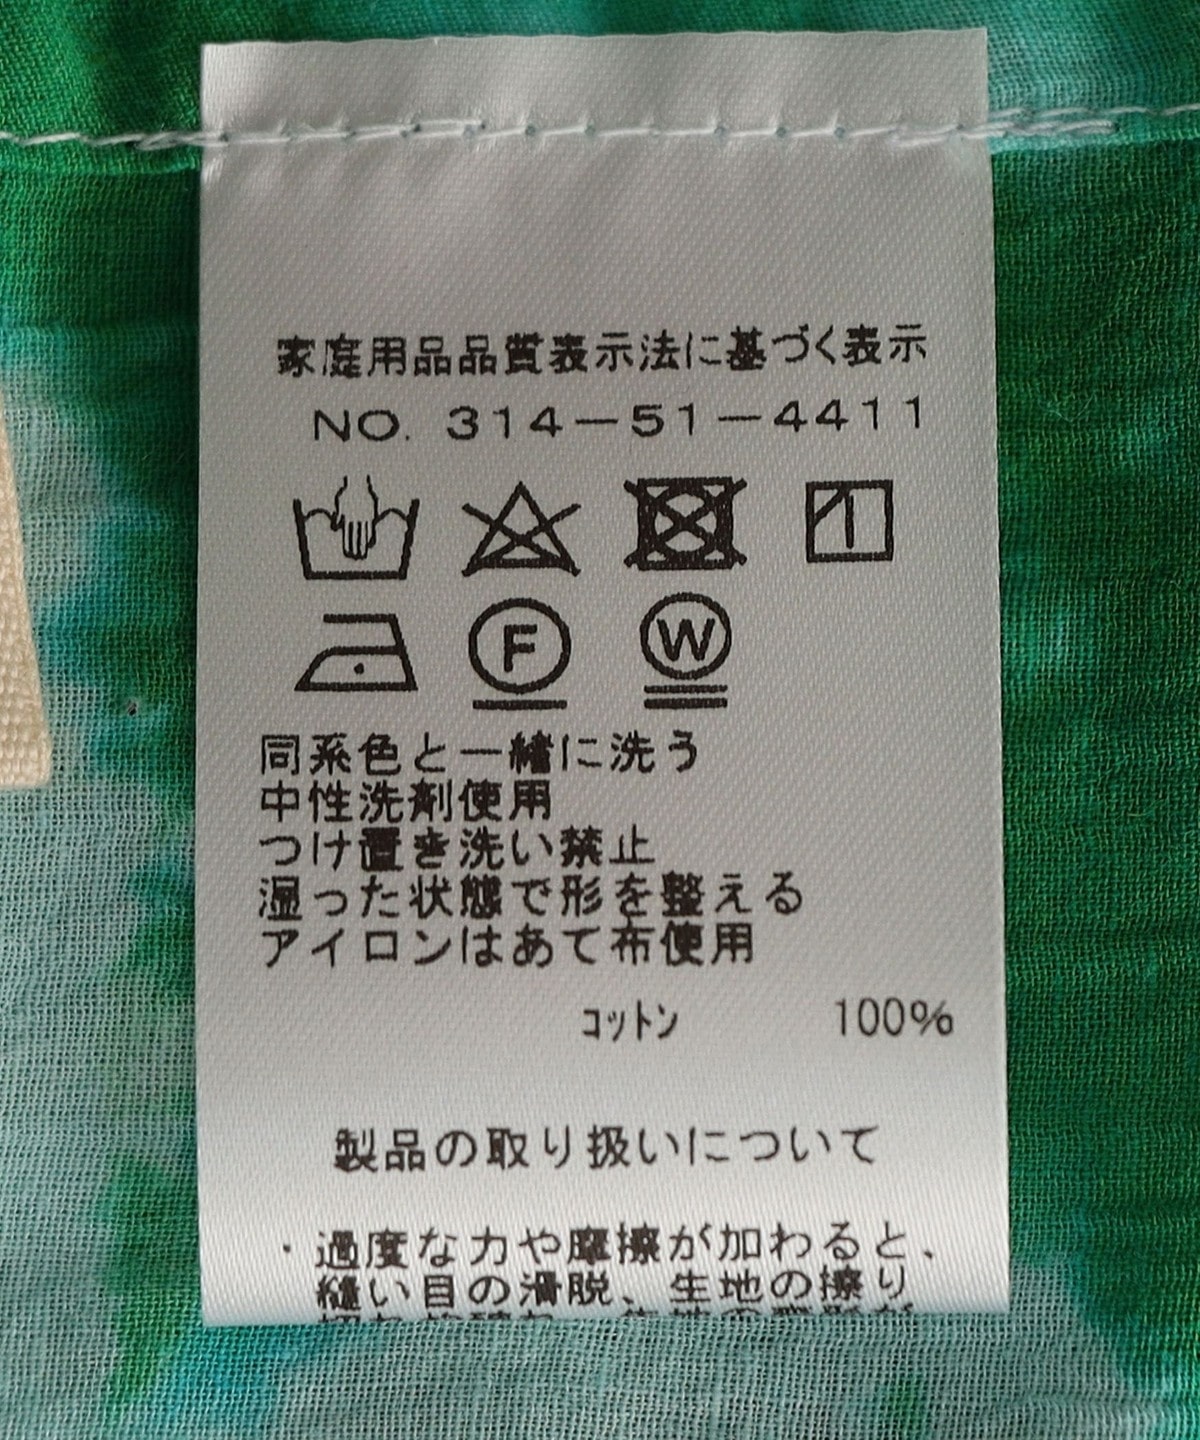 家庭用品品質表示法に基づく表示
NO. 314-51-4411
F W
同系色と一緒に洗う
中性洗剤使用
つけ置き洗い禁止
湿った状態で形を整える
アイロンはあて布使用
コットン 100%
製品の取り扱いについて
・過度な力や摩擦が加わると、
縫い目の滑脱、生地の擦り